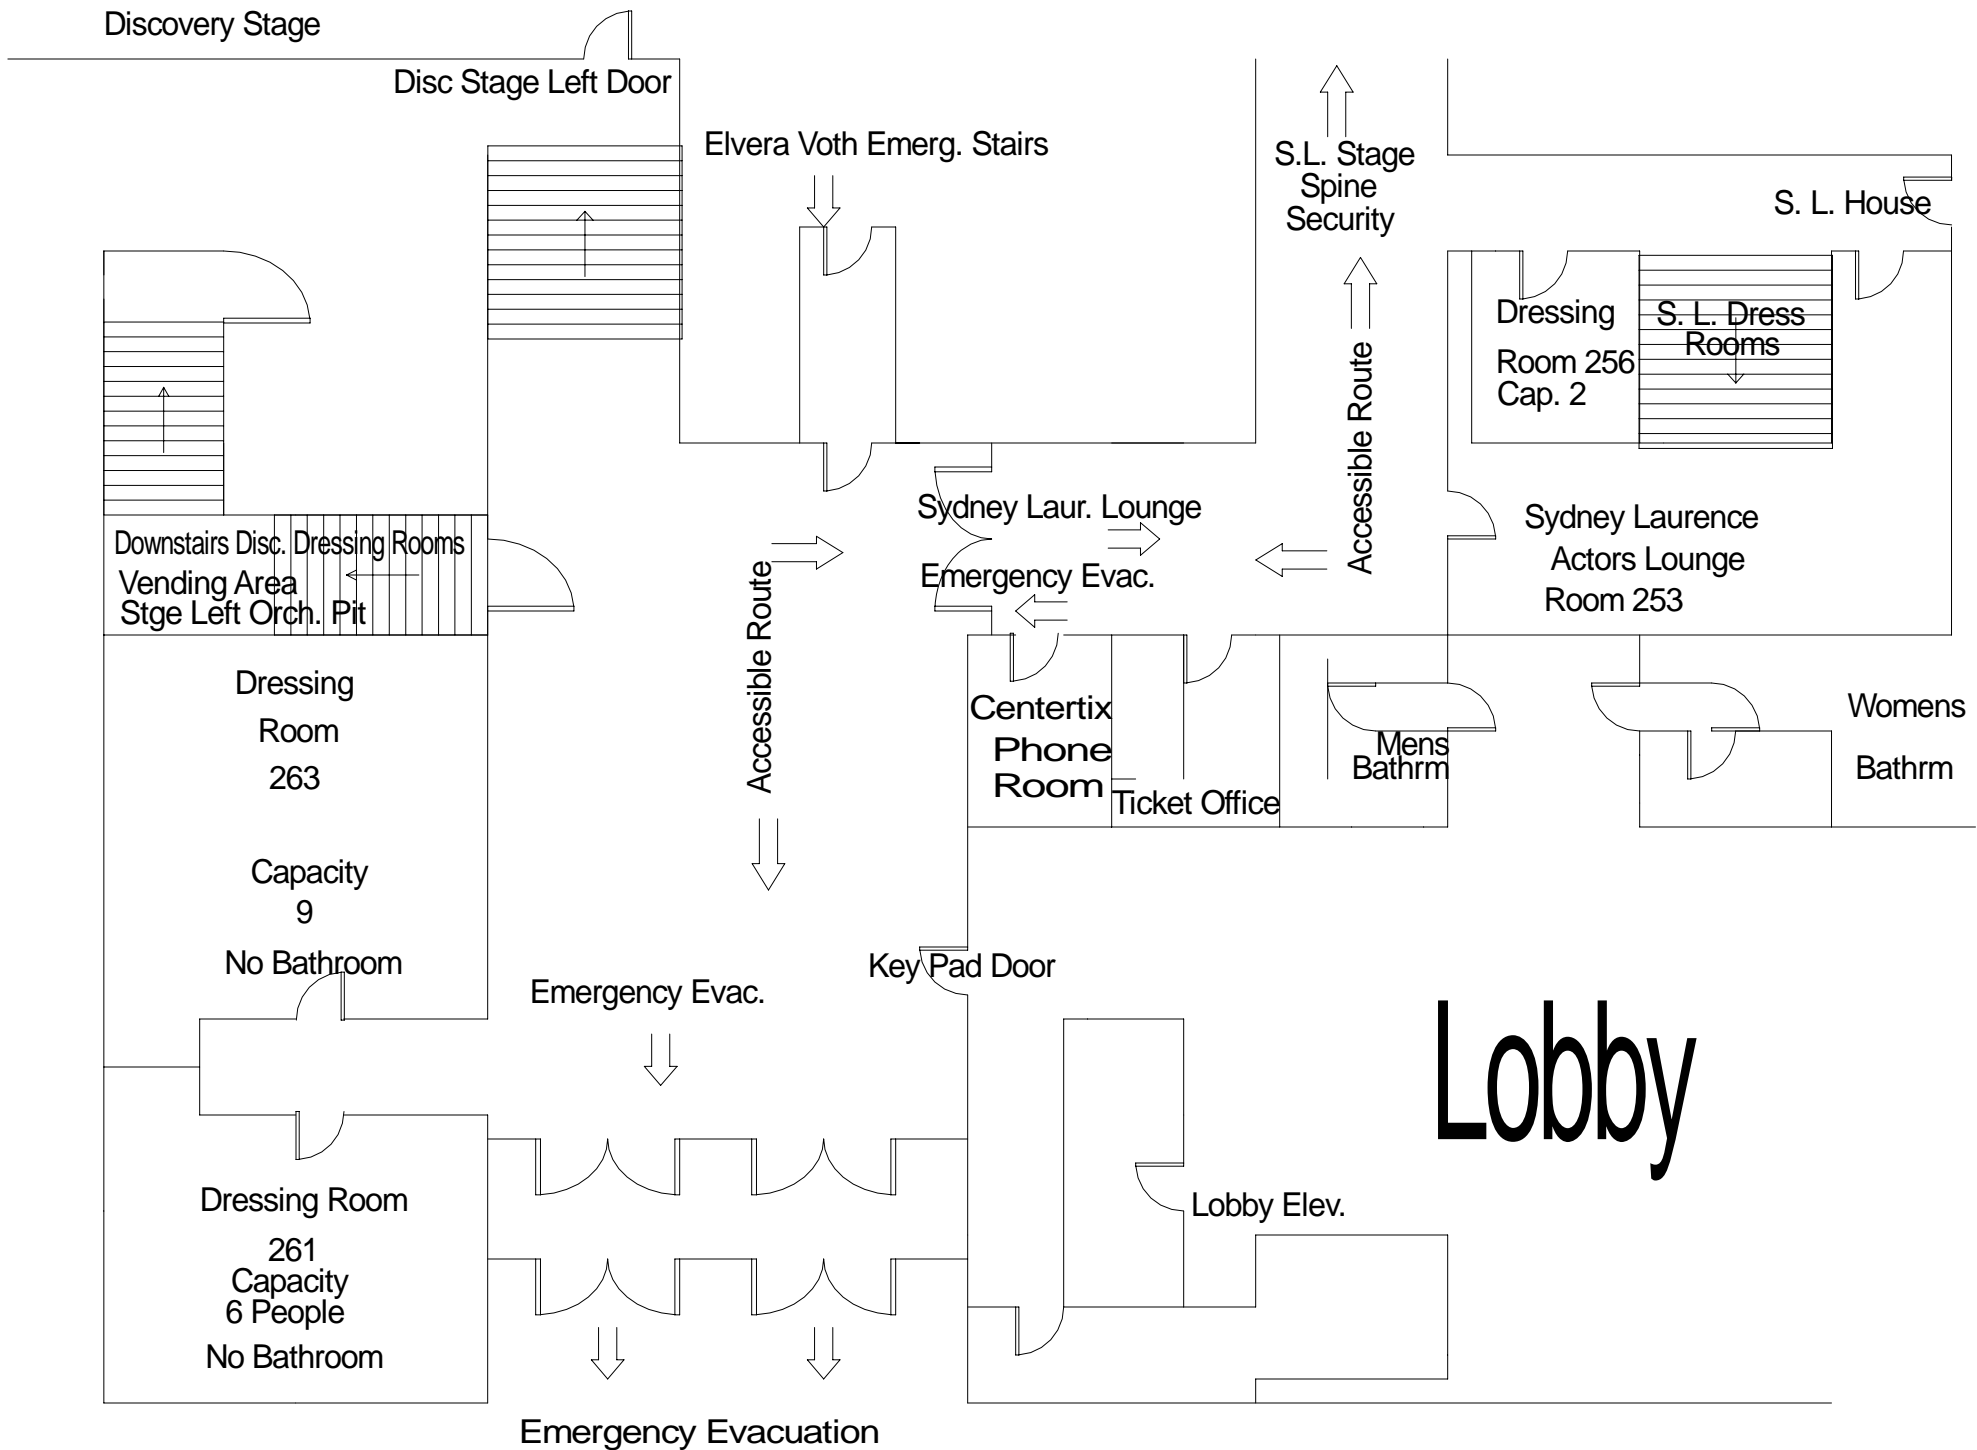 Discovery Stage
Disc Stage Left Door
Elvera Voth Emerg. Stairs
S.L. Stage
Spine
Security
S. L. House
Dressing
Room 256
Cap. 2
S. L. Dress
Rooms
Accessible Route
Sydney Laur. Lounge
Emergency Evac.
Sydney Laurence
Actors Lounge
Room 253
Downstairs Disc. Dressing Rooms
Vending Area
Stge Left Orch. Pit
Accessible Route
Dressing
Room
263
Capacity
9
No Bathroom
Centertix
Phone
Room
Ticket Office
Mens
Bathrm
Womens
Bathrm
Key Pad Door
Emergency Evac.
Lobby
Lobby Elev.
Dressing Room
261
Capacity
6 People
No Bathroom
Emergency Evacuation